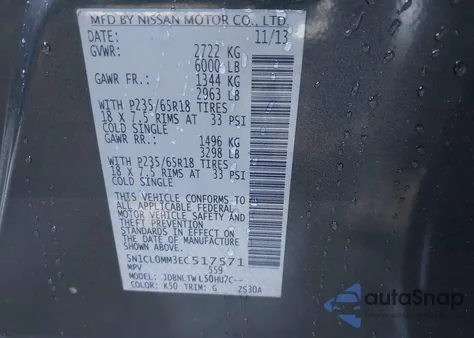 MFD BY NISSAN MOTOR CO., LTD.
DATE: 11/13
GVWR: 2722 KG
6000 LB
GAWR FR: 1344 KG
2963 LB
WITH P235/65R18 TIRES
18 X 7.5 RIMS AT 33 PSI
COLD SINGLE
GAWR RR: 1496 KG
3298 LB
WITH P235/65R18 TIRES
18 X 7.5 RIMS AT 33 PSI
COLD SINGLE
THIS VEHICLE CONFORMS TO
ALL APPLICABLE FEDERAL
MOTOR VEHICLE SAFETY AND
THEFT PREVENTION
STANDARDS IN EFFECT ON
THE DATE OF MANUFACTURE
SHOWN ABOVE.
MPV 559
MODEL:
COLOR: K50 TRIM: G 2530A
autoSnap